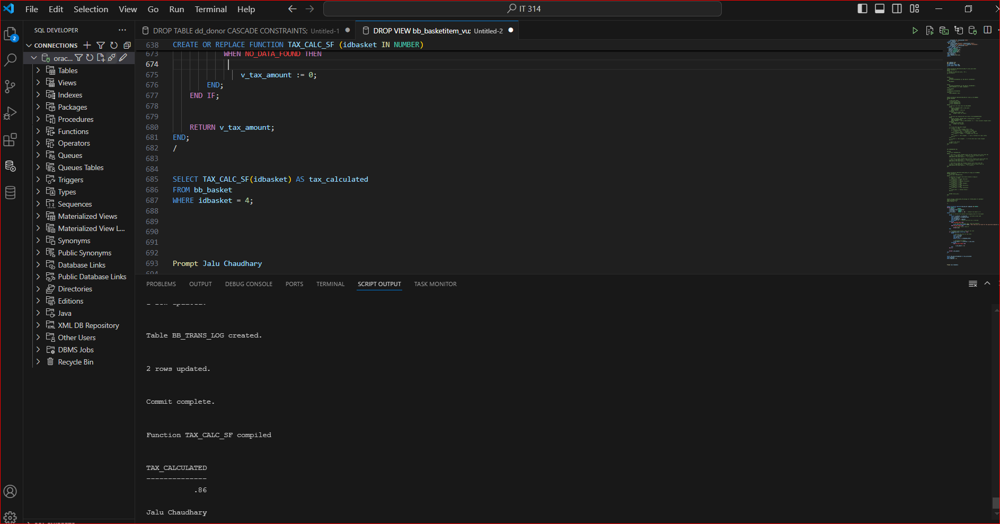 File Edit Selection View Go Run Terminal Help
IT 314
SQL DEVELOPER
DROP TABLE dd_donor CASCADE CONSTRAINTS; Untitled-1
DROP VIEW bb_basketitem_vu; Untitled-2
2
CONNECTIONS
orac...
Tables
Views
Indexes
Packages
Procedures
Functions
Operators
Queues
Queues Tables
Triggers
Types
Sequences
Materialized Views
Materialized View L...
Synonyms
Public Synonyms
Database Links
Public Database Links
Directories
Editions
Java
XML DB Repository
Other Users
DBMS Jobs
Recycle Bin
638 CREATE OR REPLACE FUNCTION TAX_CALC_SF (idbasket IN NUMBER)
673 WHEN NO_DATA_FOUND THEN
674
675 v_tax_amount := 0;
676 END;
677 END IF;
678
679
680 RETURN v_tax_amount;
681 END;
682 /
683
684
685 SELECT TAX_CALC_SF(idbasket) AS tax_calculated
686 FROM bb_basket
687 WHERE idbasket = 4;
688
689
690
691
692
693 Prompt Jalu Chaudhary
694
PROBLEMS OUTPUT DEBUG CONSOLE PORTS TERMINAL SCRIPT OUTPUT TASK MONITOR
Table BB_TRANS_LOG created.
2 rows updated.
Commit complete.
Function TAX_CALC_SF compiled
TAX_CALCULATED
--------------
.86
Jalu Chaudhary